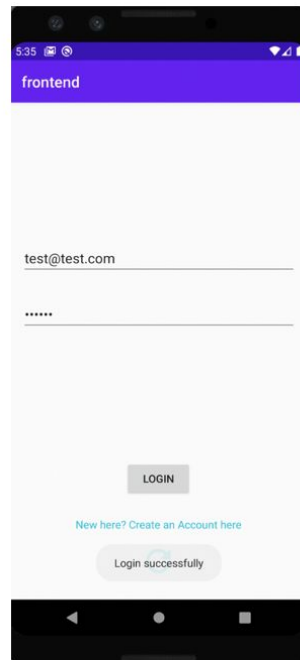 5:35
frontend
test@test.com
••••••
LOGIN
New here? Create an Account here
Login successfully